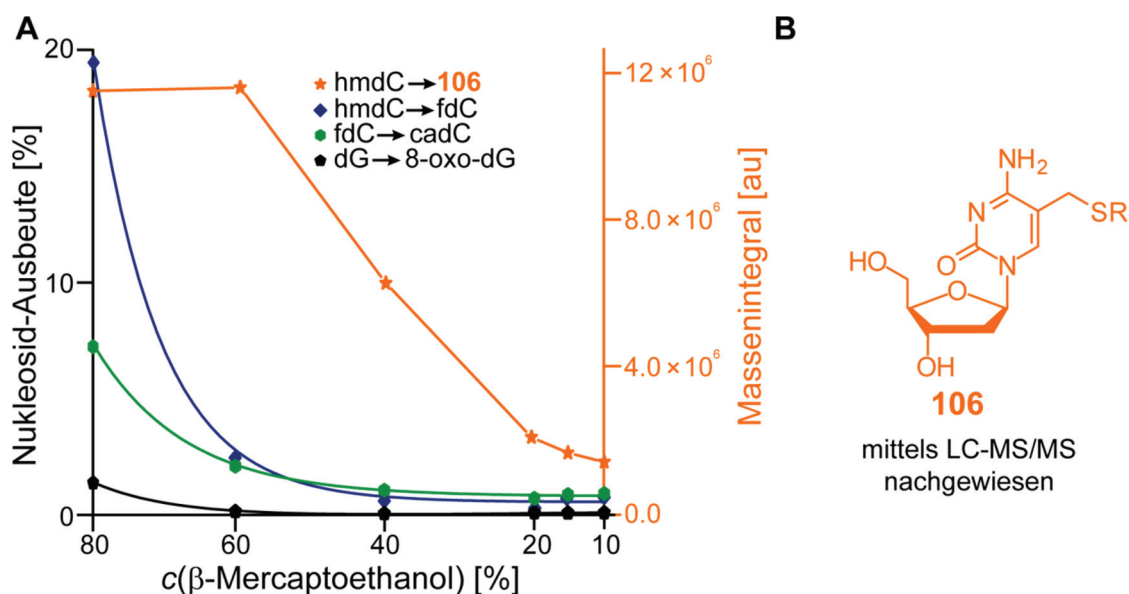 A
20
10
0
Nukleosid-Ausbeute [%]
hmdC→106
hmdC→fdC
fdC→cadC
dG→8-oxo-dG
80
60
40
20
10
c(β-Mercaptoethanol) [%]
12 × 10⁶
8.0 × 10⁶
4.0 × 10⁶
0.0
Massenintegral [au]
B
NH₂
N
SR
O
N
HO
O
OH
106
mittels LC-MS/MS
nachgewiesen